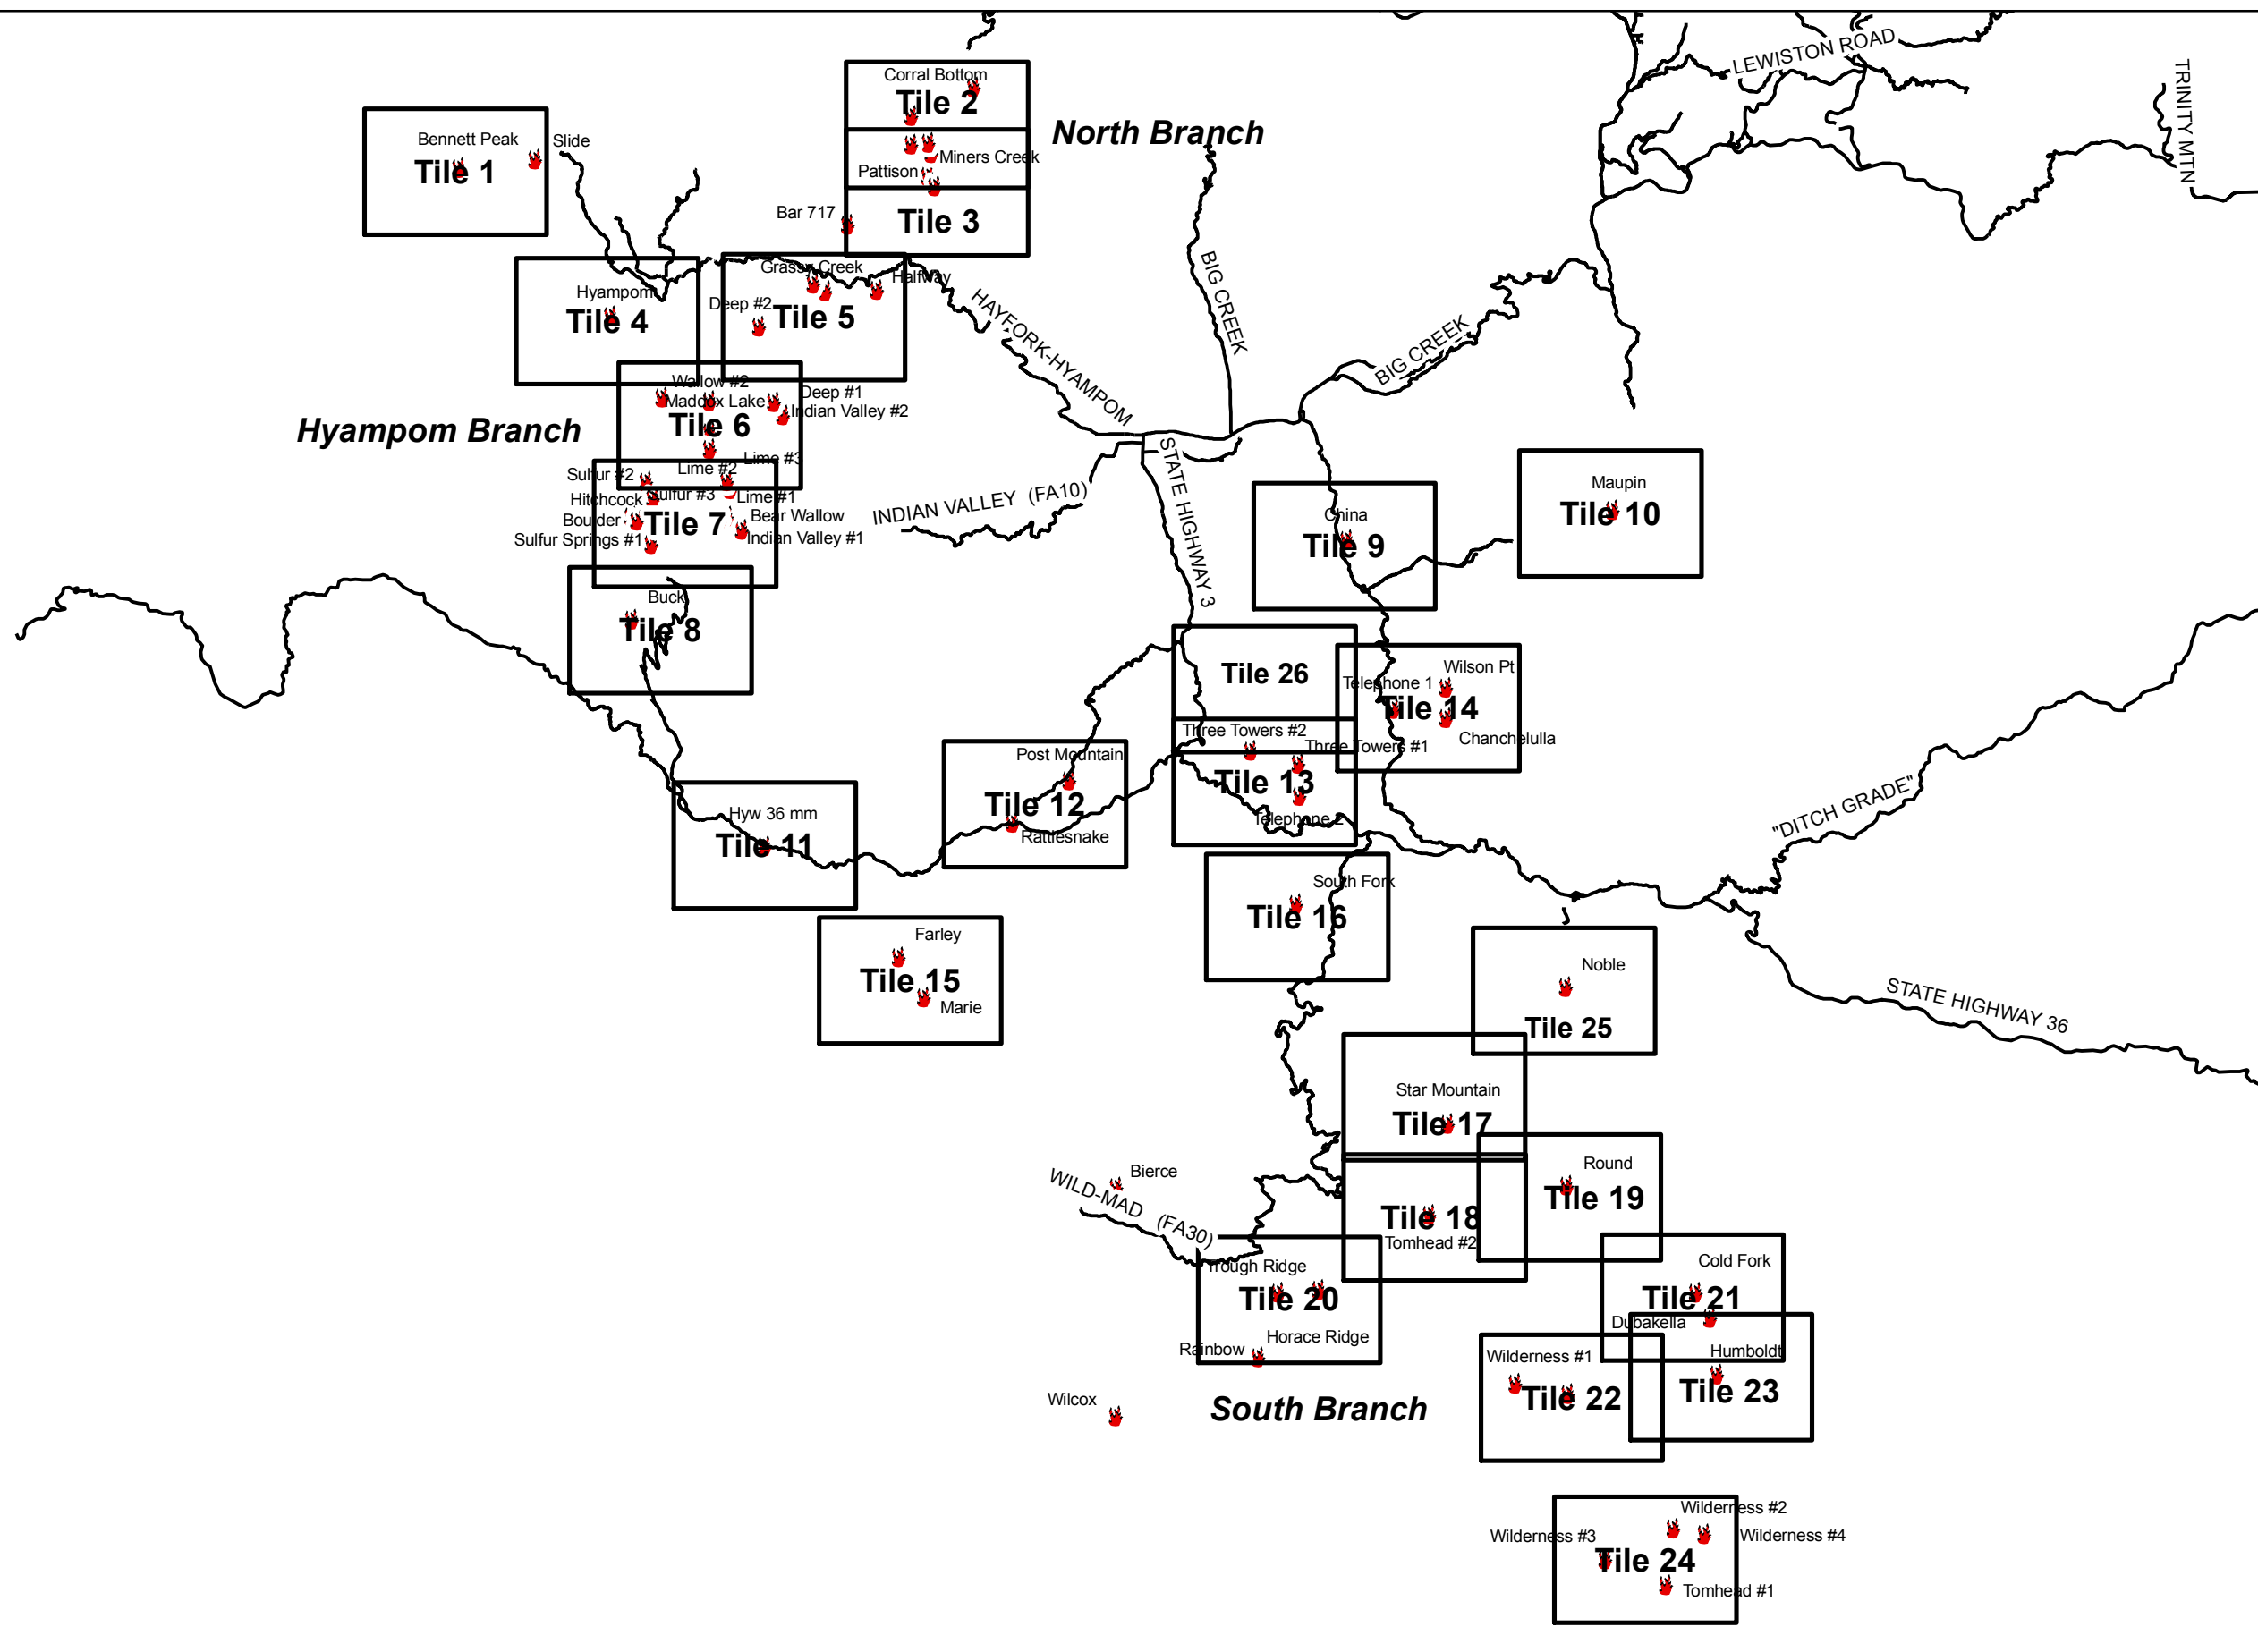 LEWISTON ROAD
TRINITY MTN
Corral Bottom
Tile 2
North Branch
Bennett Peak
Slide
Tile 1
Miners Creek
Pattison
Bar 717
Tile 3
Grassy Creek
Halfway
Hyampom
Deep #2
Tile 4
Tile 5
HAYFORK-HYAMPOM
BIG CREEK
BIG CREEK
Wallow #2
Deep #1
Maddox Lake
Indian Valley #2
Tile 6
Hyampom Branch
Lime #3
Lime #2
Sulfur #2
Sulfur #3
Lime #1
Hitchcock
Boulder
Tile 7
Bear Wallow
Sulfur Springs #1
Indian Valley #1
INDIAN VALLEY (FA10)
STATE HIGHWAY 3
Maupin
Tile 10
China
Tile 9
Buck
Tile 8
Tile 26
Wilson Pt
Telephone 1
Tile 14
Chanchelulla
Three Towers #2
Three Towers #1
Tile 13
Telephone 2
Post Mountain
Tile 12
Rattlesnake
Hyw 36 mm
Tile 11
"DITCH GRADE"
South Fork
Tile 16
Farley
Tile 15
Marie
Noble
Tile 25
STATE HIGHWAY 36
Star Mountain
Tile 17
Bierce
WILD-MAD (FA30)
Round
Tile 19
Tile 18
Tomhead #2
Trough Ridge
Tile 20
Horace Ridge
Rainbow
Cold Fork
Tile 21
Dubakella
Humboldt
Tile 23
Wilderness #1
Tile 22
Wilcox
South Branch
Wilderness #2
Wilderness #3
Wilderness #4
Tile 24
Tomhead #1